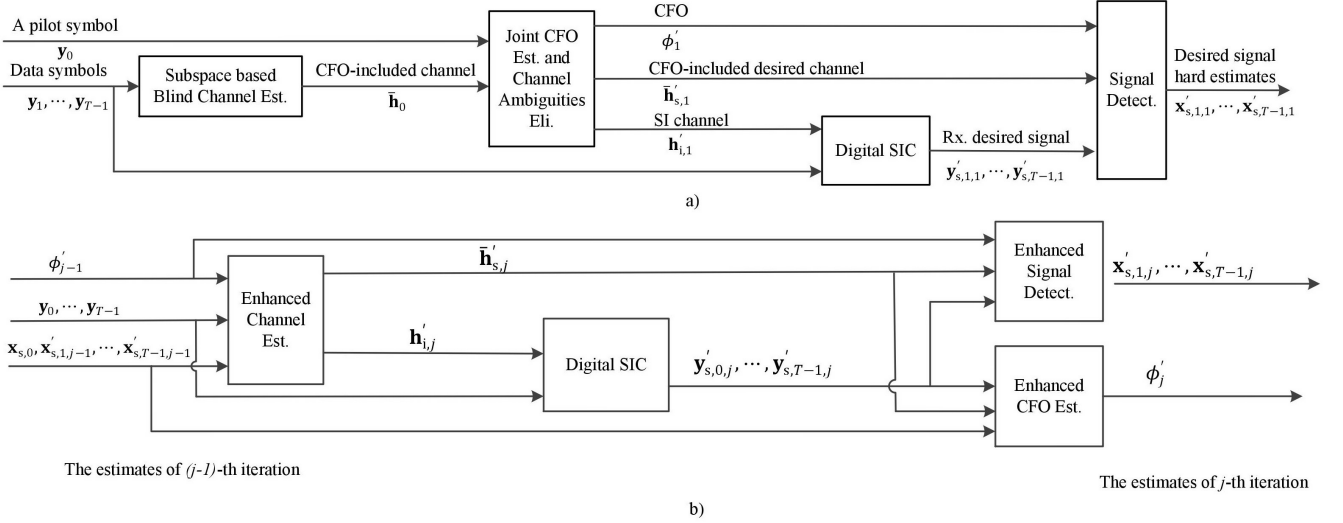 A pilot symbol
y₀
Data symbols
y₁,⋯,y_{T−1}
Subspace based
Blind Channel Est.
CFO-included channel
h̄₀
Joint CFO
Est. and
Channel
Ambiguities
Eli.
CFO
ϕ′₁
CFO-included desired channel
h̄′_{s,1}
SI channel
h′_{i,1}
Digital SIC
Rx. desired signal
y′_{s,1,1},⋯,y′_{s,T−1,1}
Signal
Detect.
Desired signal
hard estimates
x′_{s,1,1},⋯,x′_{s,T−1,1}
a)
ϕ′_{j−1}
y₀,⋯,y_{T−1}
x_{s,0},x′_{s,1,j−1},⋯,x′_{s,T−1,j−1}
Enhanced
Channel
Est.
h̄′_{s,j}
h′_{i,j}
Digital SIC
y′_{s,0,j},⋯,y′_{s,T−1,j}
Enhanced
Signal
Detect.
x′_{s,1,j},⋯,x′_{s,T−1,j}
Enhanced
CFO Est.
ϕ′_j
The estimates of (j-1)-th iteration
The estimates of j-th iteration
b)